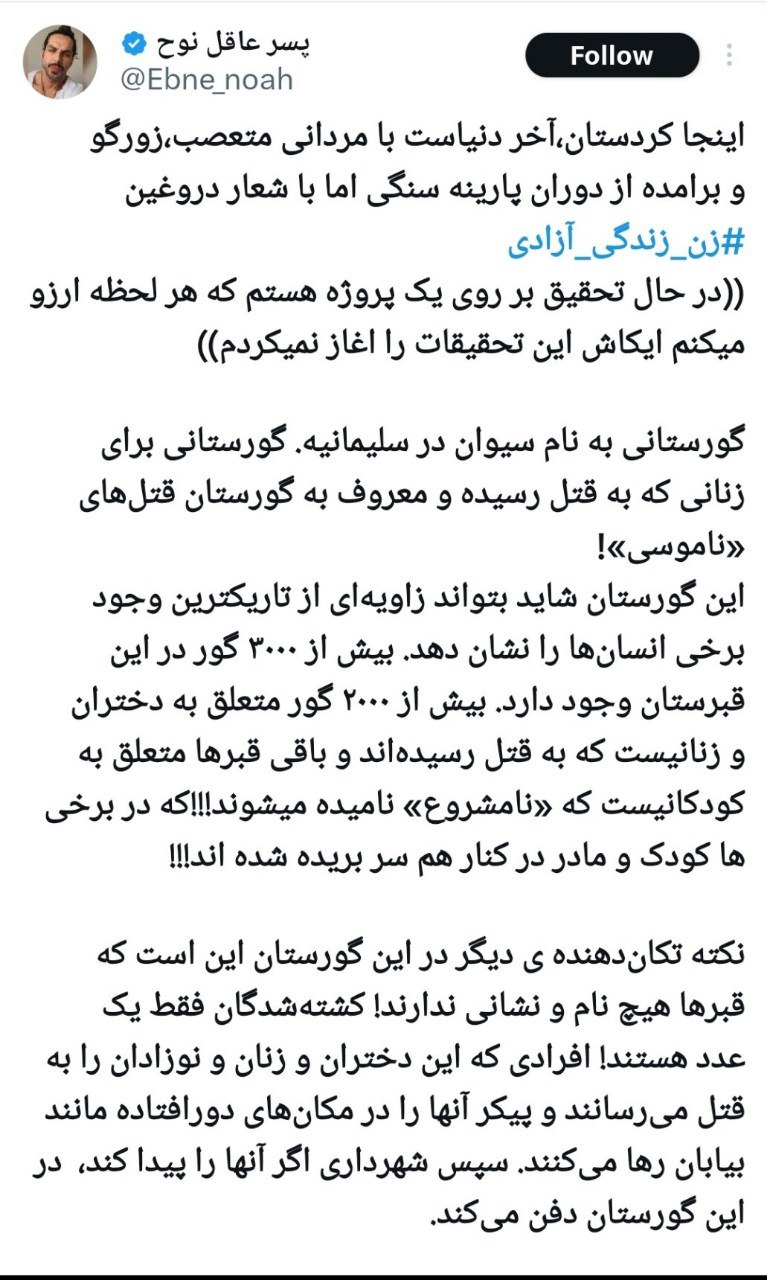 پسر عاقل نوح
@Ebne_noah
Follow
اینجا کردستان،آخر دنیاست با مردانی متعصب،زورگو
و برامده از دوران پارینه سنگی اما با شعار دروغین
#زن_زندگی_آزادی
((در حال تحقیق بر روی یک پروژه هستم که هر لحظه ارزو
میکنم ایکاش این تحقیقات را اغاز نمیکردم))
گورستانی به نام سیوان در سلیمانیه. گورستانی برای
زنانی که به قتل رسیده و معروف به گورستان قتل‌های
«ناموسی»!
این گورستان شاید بتواند زاویه‌ای از تاریکترین وجود
برخی انسان‌ها را نشان دهد. بیش از ۳۰۰۰ گور در این
قبرستان وجود دارد. بیش از ۲۰۰۰ گور متعلق به دختران
و زنانیست که به قتل رسیده‌اند و باقی قبرها متعلق به
کودکانیست که «نامشروع» نامیده میشوند!!!که در برخی
ها کودک و مادر در کنار هم سر بریده شده اند!!!
نکته تکان‌دهنده ی دیگر در این گورستان این است که
قبرها هیچ نام و نشانی ندارند! کشته‌شدگان فقط یک
عدد هستند! افرادی که این دختران و زنان و نوزادان را به
قتل می‌رسانند و پیکر آنها را در مکان‌های دورافتاده مانند
بیابان رها می‌کنند. سپس شهرداری اگر آنها را پیدا کند، در
این گورستان دفن می‌کند.